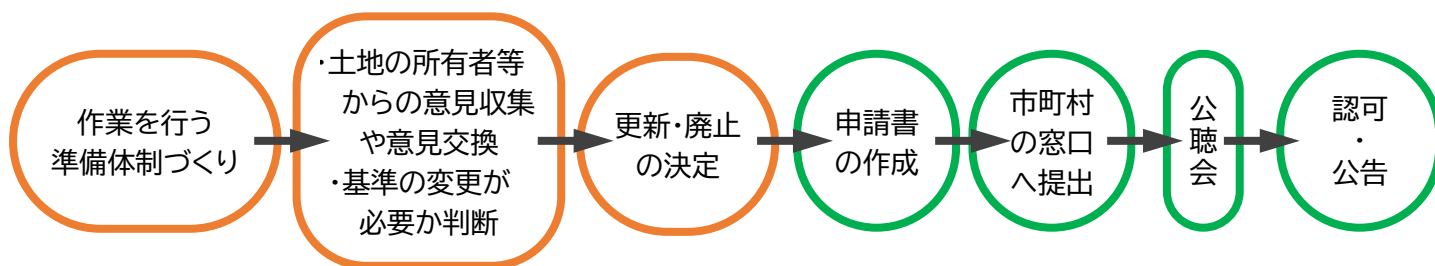 作業を行う
準備体制づくり
・土地の所有者等
からの意見収集
や意見交換
・基準の変更が
必要か判断
更新・廃止
の決定
申請書
の作成
市町村
の窓口
へ提出
公聴会
認可
・
公告